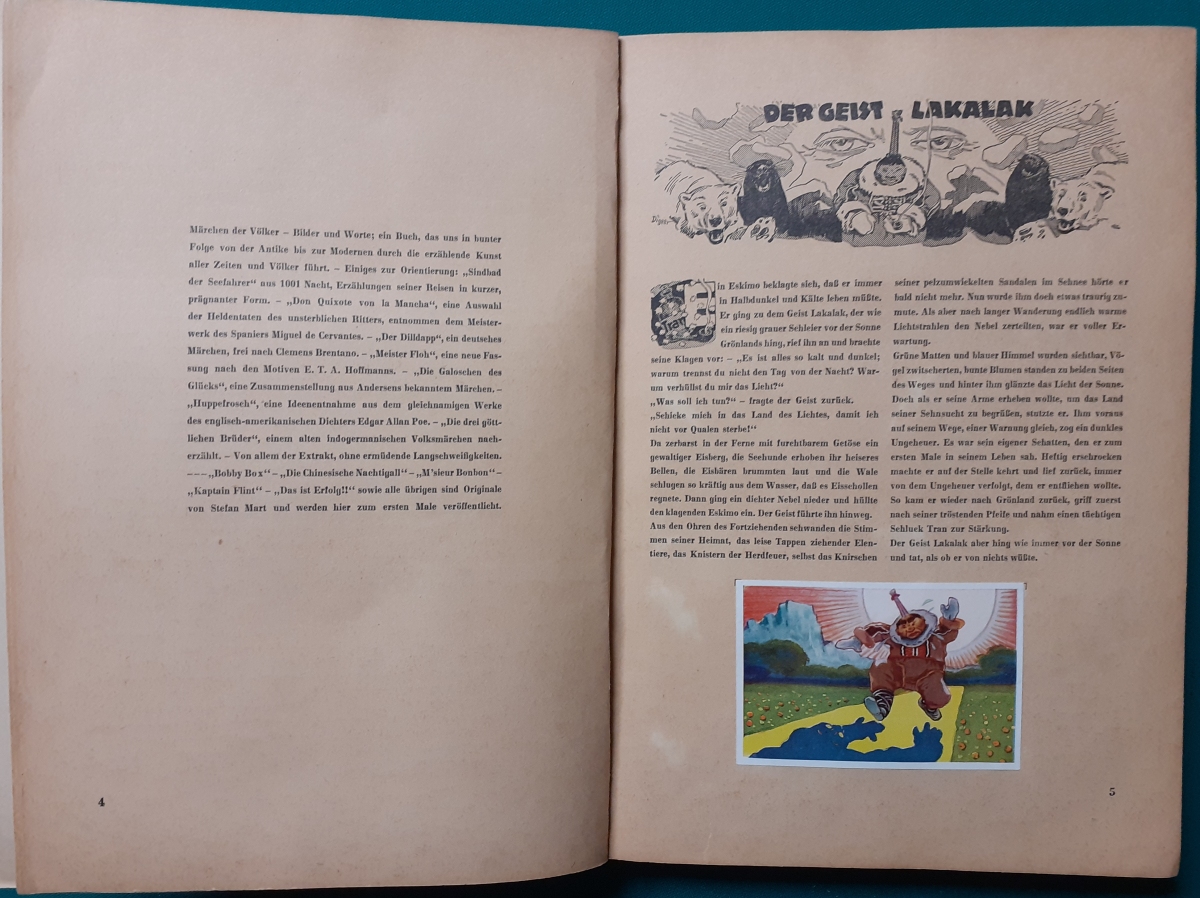 Märchen der Völker – Bilder und Worte; ein Buch, das uns in bunter
Folge von der Antike bis zur Modernen durch die erzählende Kunst
aller Zeiten und Völker führt. – Einiges zur Orientierung: „Sindbad
der Seefahrer“ aus 1001 Nacht, Erzählungen seiner Reisen in kurzer,
prägnanter Form. – „Don Quixote von la Mancha“, eine Auswahl
der Heldentaten des unsterblichen Ritters, entnommen dem Meister-
werk des Spaniers Miguel de Cervantes. – „Der Dilldapp“, ein deutsches
Märchen, frei nach Clemens Brentano. – „Meister Floh“, eine neue Fas-
sung nach den Motiven E. T. A. Hoffmanns. – „Die Galoschen des
Glücks“, eine Zusammenstellung aus Andersens bekanntem Märchen. –
„Huppefrosch“, eine Ideenentnahme aus dem gleichnamigen Werke
des englisch-amerikanischen Dichters Edgar Allan Poe. – „Die drei gött-
lichen Brüder“, einem alten indogermanischen Volksmärchen nach-
erzählt. – Von allem der Extrakt, ohne ermüdende Langschweifigkeiten.
– – – „Bobby Box“ – „Die Chinesische Nachtigall“ – „M'sieur Bonbon“ –
„Kaptain Flint“ – „Das ist Erfolg!!“ sowie alle übrigen sind Originale
von Stefan Mart und werden hier zum ersten Male veröffentlicht.
4
DER GEIST LAKALAK
Tran
in Eskimo beklagte sich, daß er immer
in Halbdunkel und Kälte leben müßte.
Er ging zu dem Geist Lakalak, der wie
ein riesig grauer Schleier vor der Sonne
Grönlands hing, rief ihn an und brachte
seine Klagen vor: – „Es ist alles so kalt und dunkel;
warum trennst du nicht den Tag von der Nacht? War-
um verhüllst du mir das Licht?“
„Was soll ich tun?“ – fragte der Geist zurück.
„Schicke mich in das Land des Lichtes, damit ich
nicht vor Qualen sterbe!“
Da zerbarst in der Ferne mit furchtbarem Getöse ein
gewaltiger Eisberg, die Seehunde erhoben ihr heiseres
Bellen, die Eisbären brummten laut und die Wale
schlugen so kräftig aus dem Wasser, daß es Eisschollen
regnete. Dann ging ein dichter Nebel nieder und hüllte
den klagenden Eskimo ein. Der Geist führte ihn hinweg.
Aus den Ohren des Fortziehenden schwanden die Stim-
men seiner Heimat, das leise Tappen ziehender Elen-
tiere, das Knistern der Herdfeuer, selbst das Knirschen
seiner pelzumwickelten Sandalen im Schnee hörte er
bald nicht mehr. Nun wurde ihm doch etwas traurig zu-
mute. Als aber nach langer Wanderung endlich warme
Lichtstrahlen den Nebel zerteilten, war er voller Er-
wartung.
Grüne Matten und blauer Himmel wurden sichtbar, Vö-
gel zwitscherten, bunte Blumen standen zu beiden Seiten
des Weges und hinter ihm glänzte das Licht der Sonne.
Doch als er seine Arme erheben wollte, um das Land
seiner Sehnsucht zu begrüßen, stutzte er. Ihm voraus
auf seinem Wege, einer Warnung gleich, zog ein dunkles
Ungeheuer. Es war sein eigener Schatten, den er zum
ersten Male in seinem Leben sah. Heftig erschrocken
machte er auf der Stelle kehrt und lief zurück, immer
von dem Ungeheuer verfolgt, dem er entfliehen wollte.
So kam er wieder nach Grönland zurück, griff zuerst
nach seiner tröstenden Pfeife und nahm einen tüchtigen
Schluck Tran zur Stärkung.
Der Geist Lakalak aber hing wie immer vor der Sonne
und tat, als ob er von nichts wüßte.
5